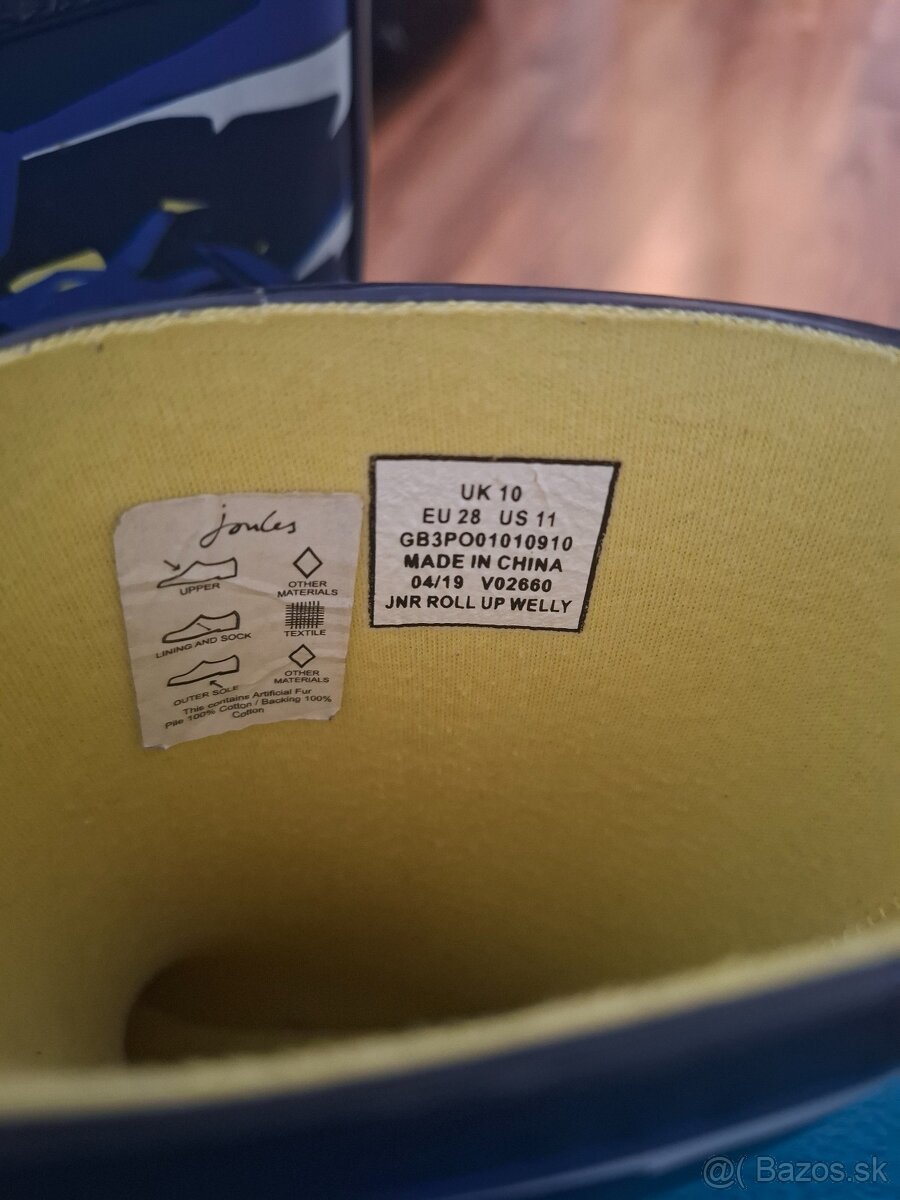 joules
UPPER
OTHER
MATERIALS
LINING AND SOCK
TEXTILE
OUTER SOLE
OTHER
MATERIALS
This contains Artificial Fur
Pile 100% Cotton / Backing 100%
Cotton
UK 10
EU 28 US 11
GB3PO01010910
MADE IN CHINA
04/19 V02660
JNR ROLL UP WELLY
@( Bazos.sk